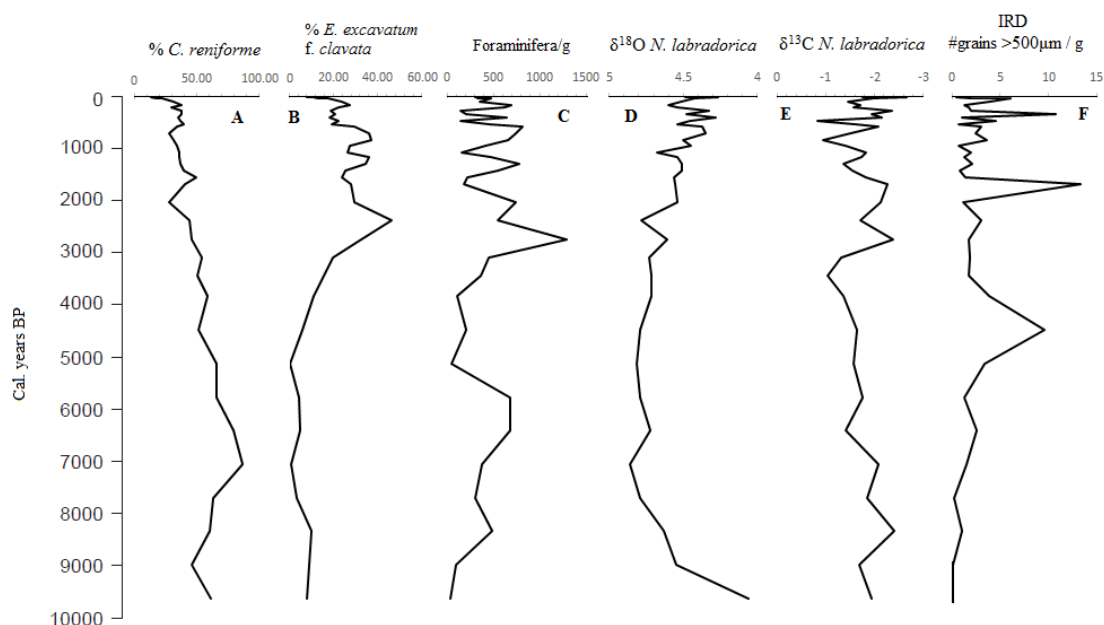 % C. reniforme
% E. excavatum
f. clavata
Foraminifera/g
δ18O N. labradorica
δ13C N. labradorica
IRD
#grains >500µm / g
0.00 50.00 100.00
0 20.00 40.00 60.00
0 500 1000 1500
5 4.5 4
0 -1 -2 -3
0 5 10 15
A
B
C
D
E
F
Cal. years BP
0
1000
2000
3000
4000
5000
6000
7000
8000
9000
10000